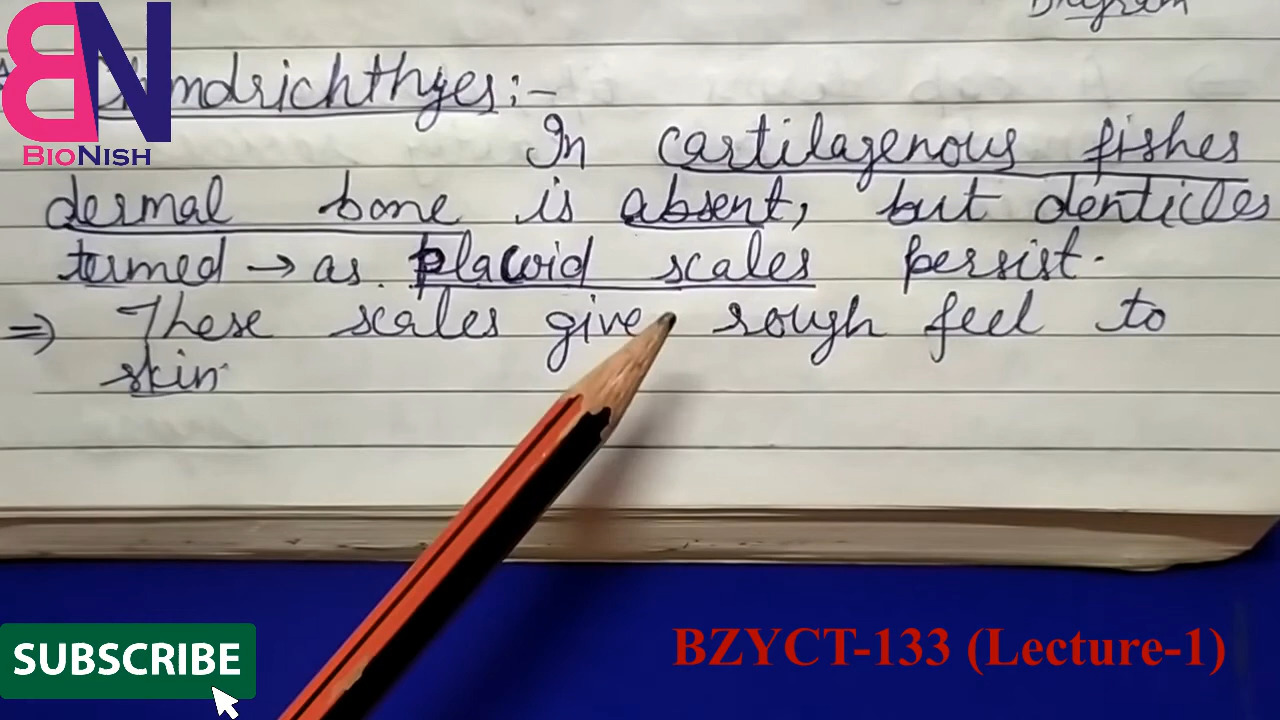 Diagram
BN
BIONISH
Chondrichthyes:-
In cartilagenous fishes
dermal bone is absent, but denticles
termed → as placoid scales persist.
⇒ These scales give rough feel to
skin
SUBSCRIBE
BZYCT-133 (Lecture-1)